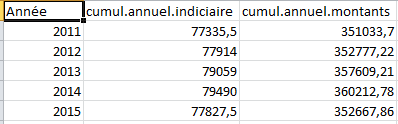 Année cumul.annuel.indiciaire cumul.annuel.montants
2011 77335,5 351033,7
2012 77914 352777,22
2013 79059 357609,21
2014 79490 360212,78
2015 77827,5 352667,86